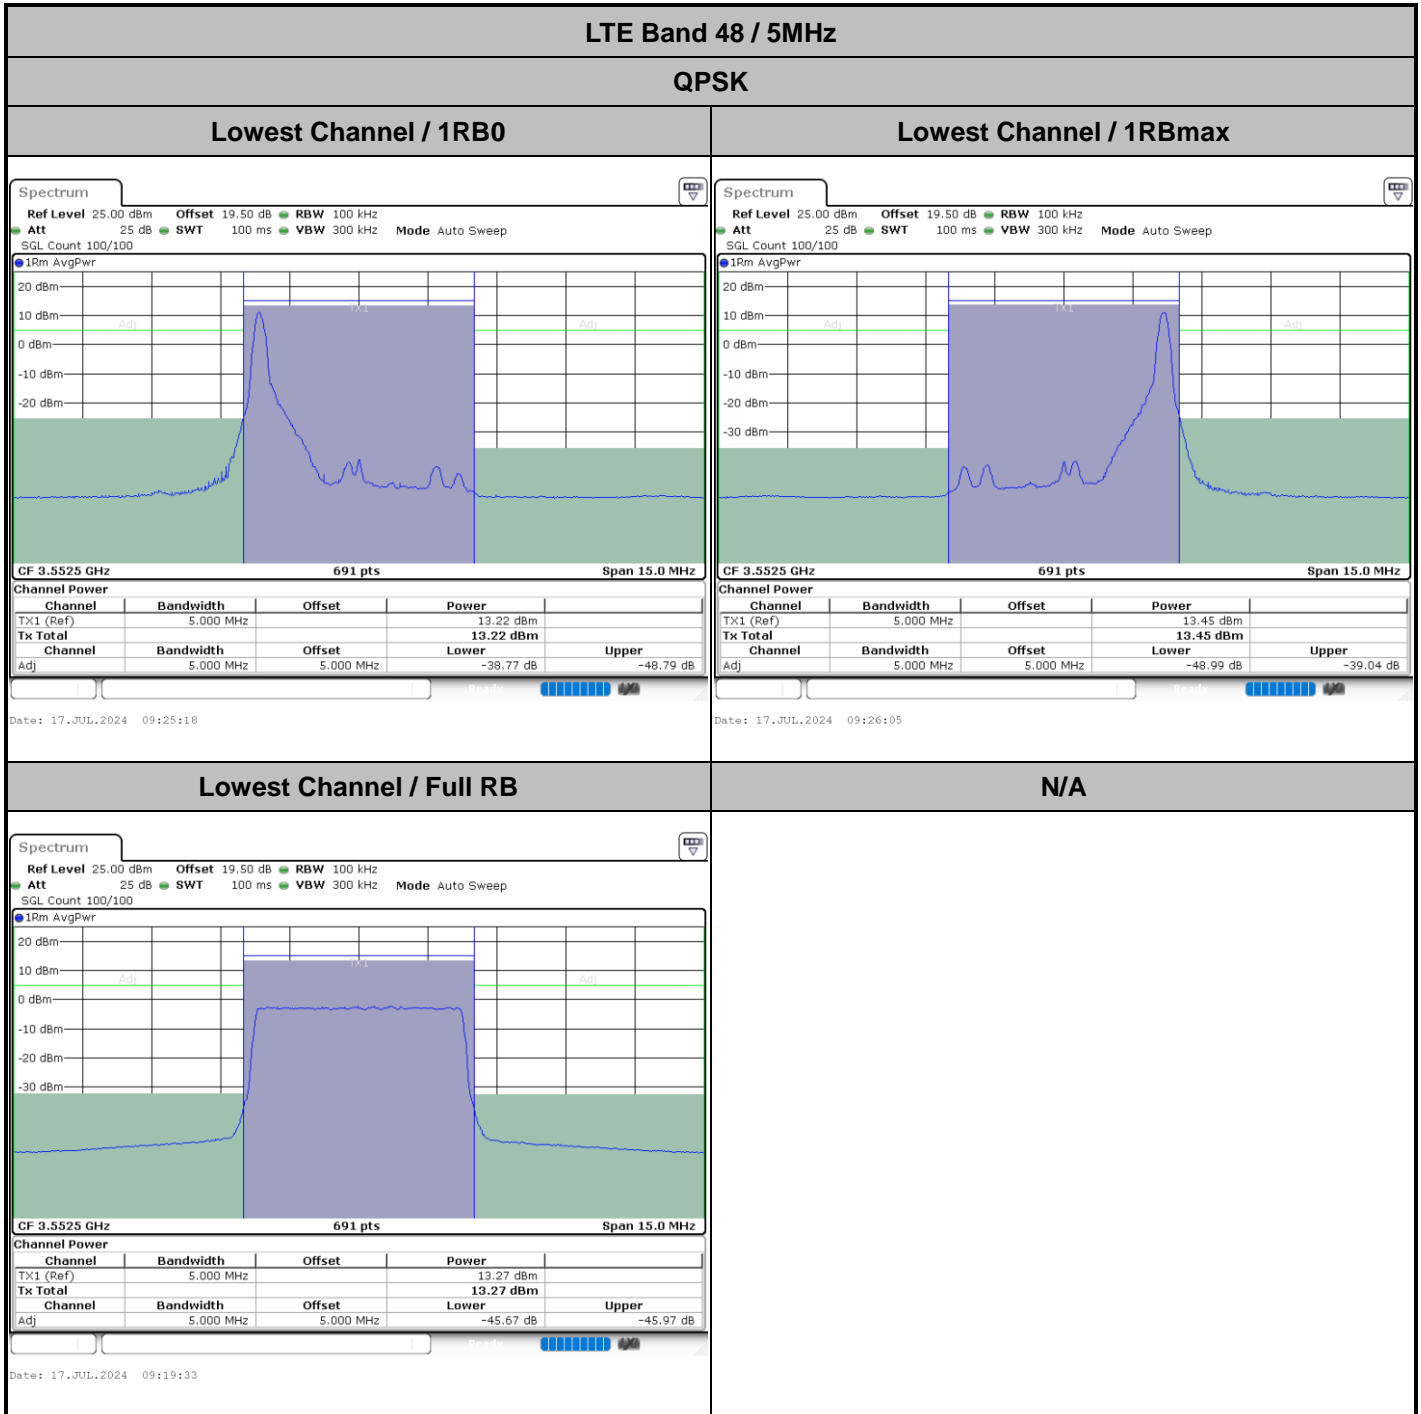 LTE Band 48 / 5MHz
QPSK
Lowest Channel / 1RB0
Lowest Channel / 1RBmax
Spectrum
Ref Level 25.00 dBm Offset 19.50 dB RBW 100 kHz
Att 25 dB SWT 100 ms VBW 300 kHz Mode Auto Sweep
SGL Count 100/100
1Rm AvgPwr
20 dBm
TX1
10 dBm
Adj
Adj
0 dBm
-10 dBm
-20 dBm
CF 3.5525 GHz 691 pts Span 15.0 MHz
Channel Power
Channel Bandwidth Offset Power
TX1 (Ref) 5.000 MHz 13.22 dBm
Tx Total 13.22 dBm
Channel Bandwidth Offset Lower Upper
Adj 5.000 MHz 5.000 MHz -38.77 dB -48.79 dB
Ready
Date: 17.JUL.2024 09:25:18
Spectrum
Ref Level 25.00 dBm Offset 19.50 dB RBW 100 kHz
Att 25 dB SWT 100 ms VBW 300 kHz Mode Auto Sweep
SGL Count 100/100
1Rm AvgPwr
20 dBm
TX1
10 dBm
Adj
Adj
0 dBm
-10 dBm
-20 dBm
-30 dBm
CF 3.5525 GHz 691 pts Span 15.0 MHz
Channel Power
Channel Bandwidth Offset Power
TX1 (Ref) 5.000 MHz 13.45 dBm
Tx Total 13.45 dBm
Channel Bandwidth Offset Lower Upper
Adj 5.000 MHz 5.000 MHz -48.99 dB -39.04 dB
Ready
Date: 17.JUL.2024 09:26:05
Lowest Channel / Full RB
N/A
Spectrum
Ref Level 25.00 dBm Offset 19.50 dB RBW 100 kHz
Att 25 dB SWT 100 ms VBW 300 kHz Mode Auto Sweep
SGL Count 100/100
1Rm AvgPwr
20 dBm
TX1
10 dBm
Adj
Adj
0 dBm
-10 dBm
-20 dBm
-30 dBm
CF 3.5525 GHz 691 pts Span 15.0 MHz
Channel Power
Channel Bandwidth Offset Power
TX1 (Ref) 5.000 MHz 13.27 dBm
Tx Total 13.27 dBm
Channel Bandwidth Offset Lower Upper
Adj 5.000 MHz 5.000 MHz -45.67 dB -45.97 dB
Ready
Date: 17.JUL.2024 09:19:33